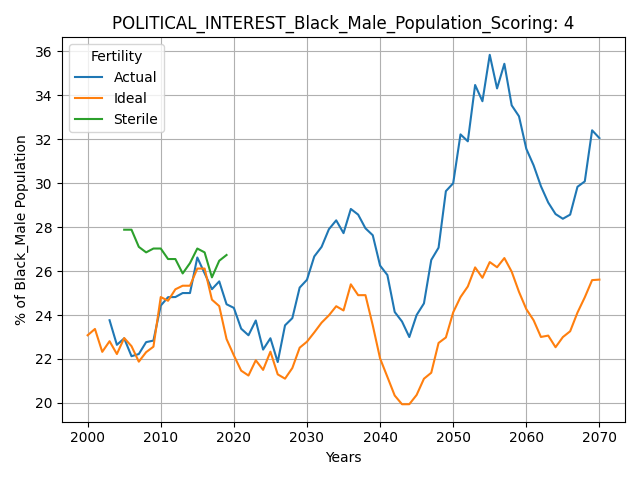 POLITICAL_INTEREST_Black_Male_Population_Scoring: 4
Fertility
Actual
Ideal
Sterile
% of Black_Male Population
36
34
32
30
28
26
24
22
20
2000 2010 2020 2030 2040 2050 2060 2070
Years